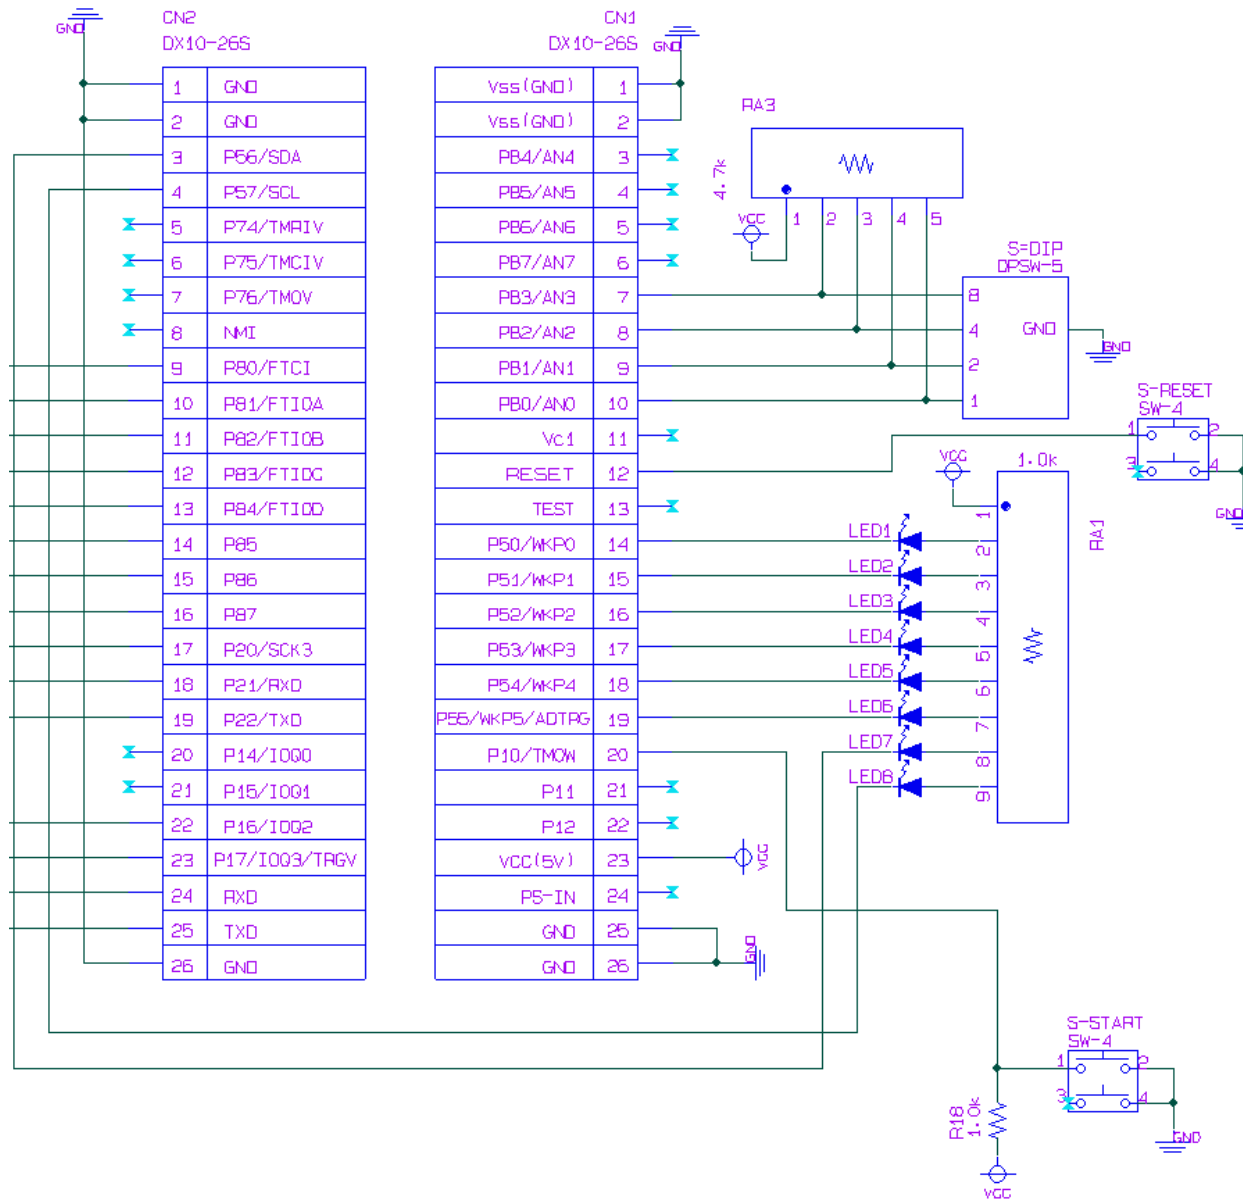 GND
CN2
DX10-26S
1 GND
2 GND
3 P56/SDA
4 P57/SCL
5 P74/TMRIV
6 P75/TMCIV
7 P76/TMOV
8 NMI
9 P80/FTCI
10 P81/FTIOA
11 P82/FTIOB
12 P83/FTIOC
13 P84/FTIOD
14 P85
15 P86
16 P87
17 P20/SCK3
18 P21/RXD
19 P22/TXD
20 P14/IOQ0
21 P15/IOQ1
22 P16/IOQ2
23 P17/IOQ3/TRGV
24 RXD
25 TXD
26 GND
CN1
DX10-26S
GND
Vss(GND) 1
Vss(GND) 2
PB4/AN4 3
PB5/AN5 4
PB6/AN6 5
PB7/AN7 6
PB3/AN3 7
PB2/AN2 8
PB1/AN1 9
PB0/AN0 10
Vc1 11
RESET 12
TEST 13
P50/WKP0 14
P51/WKP1 15
P52/WKP2 16
P53/WKP3 17
P54/WKP4 18
P55/WKP5/ADTRG 19
P10/TMOW 20
P11 21
P12 22
VCC(5V) 23
PS-IN 24
GND 25
GND 26
VCC
GND
RA3
4.7k
VCC
1 2 3 4 5
S=DIP
DPSW-5
8
4 GND
2
1
GND
S-RESET
SW-4
1 2
3 4
GND
VCC
1.0k
RA1
1
LED1 2
LED2 3
LED3 4
LED4 5
LED5 6
LED6 7
LED7 8
LED8 9
S-START
SW-4
1 2
3 4
GND
R18
1.0k
VCC